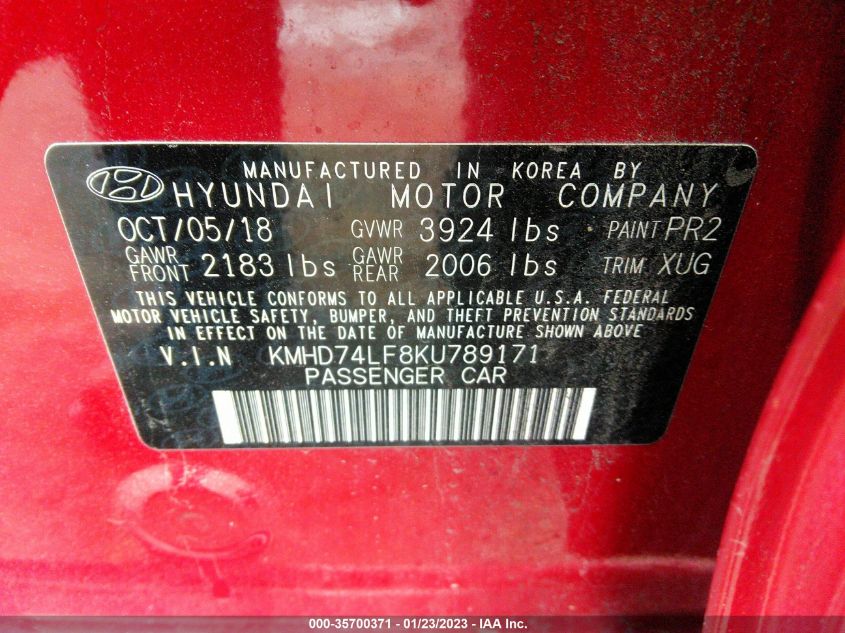 MANUFACTURED IN KOREA BY
HYUNDAI MOTOR COMPANY
OCT/05/18 GVWR 3924 lbs PAINT PR2
GAWR FRONT 2183 lbs GAWR REAR 2006 lbs TRIM XUG
THIS VEHICLE CONFORMS TO ALL APPLICABLE U.S.A. FEDERAL
MOTOR VEHICLE SAFETY, BUMPER, AND THEFT PREVENTION STANDARDS
IN EFFECT ON THE DATE OF MANUFACTURE SHOWN ABOVE
V.I.N KMHD74LF8KU789171
PASSENGER CAR
000-35700371 - 01/23/2023 - IAA Inc.